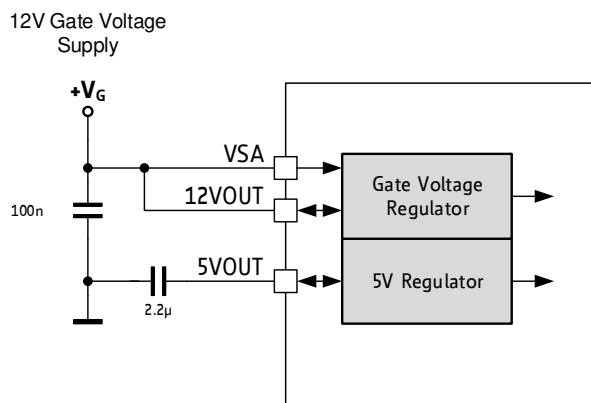 12V Gate Voltage
Supply
+VG
VSA
12VOUT
100n
Gate Voltage
Regulator
5VOUT
2.2µ
5V Regulator